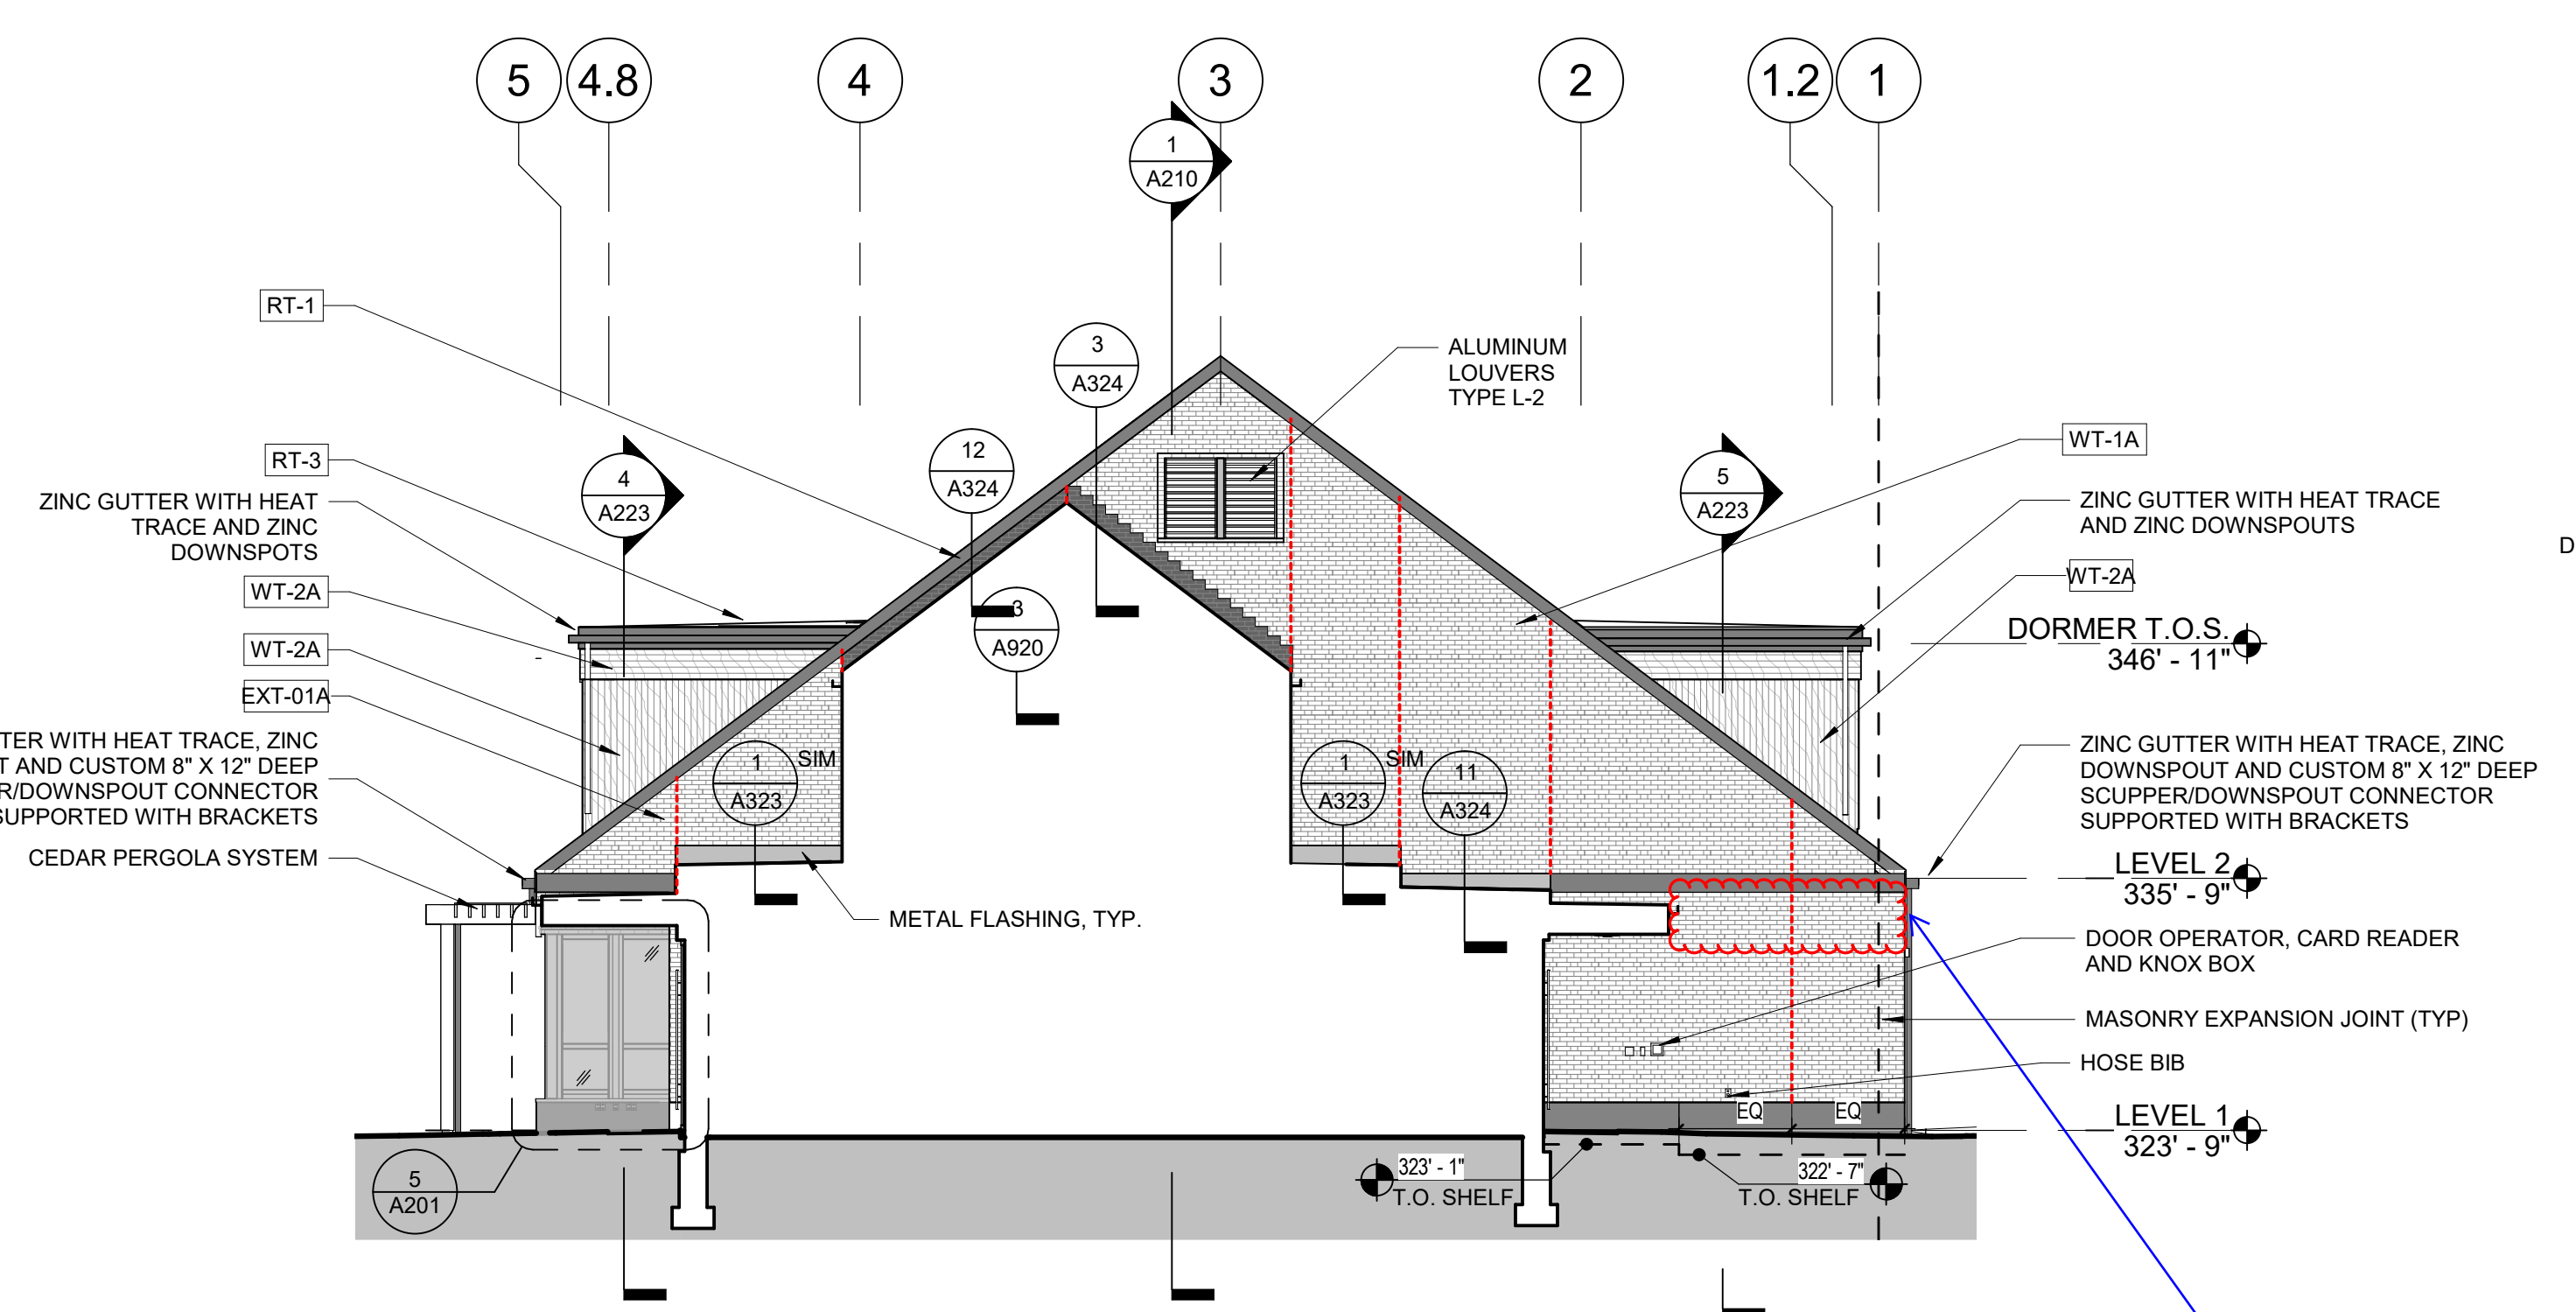 5
4.8
4
3
2
1.2
1
1
A210
RT-1
3
A324
ALUMINUM
LOUVERS
TYPE L-2
12
A324
WT-1A
RT-3
4
A223
5
A223
ZINC GUTTER WITH HEAT
TRACE AND ZINC
DOWNSPOTS
ZINC GUTTER WITH HEAT TRACE
AND ZINC DOWNSPOUTS
D
WT-2A
WT-2A
3
A920
DORMER T.O.S.
346' - 11"
WT-2A
EXT-01A
TER WITH HEAT TRACE, ZINC
T AND CUSTOM 8" X 12" DEEP
R/DOWNSPOUT CONNECTOR
SUPPORTED WITH BRACKETS
1
A323
SIM
1
A323
SIM
11
A324
ZINC GUTTER WITH HEAT TRACE, ZINC
DOWNSPOUT AND CUSTOM 8" X 12" DEEP
SCUPPER/DOWNSPOUT CONNECTOR
SUPPORTED WITH BRACKETS
CEDAR PERGOLA SYSTEM
LEVEL 2
335' - 9"
METAL FLASHING, TYP.
DOOR OPERATOR, CARD READER
AND KNOX BOX
MASONRY EXPANSION JOINT (TYP)
HOSE BIB
EQ
EQ
LEVEL 1
323' - 9"
5
A201
323' - 1"
T.O. SHELF
322' - 7"
T.O. SHELF